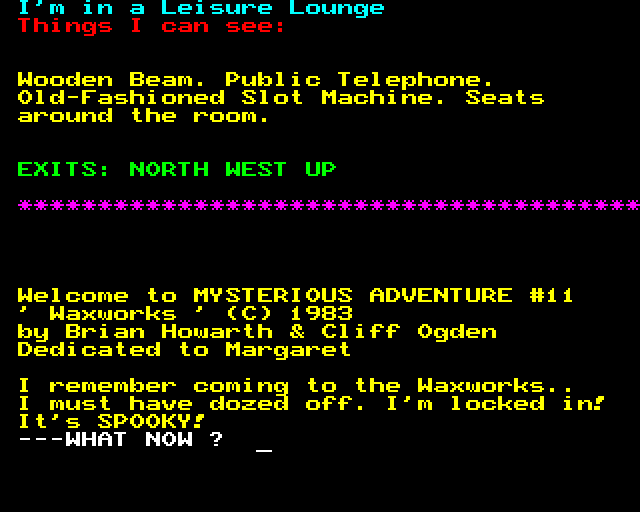 I'm in a Leisure Lounge
Things I can see:
Wooden Beam. Public Telephone.
Old-Fashioned Slot Machine. Seats
around the room.
EXITS: NORTH WEST UP
***************************************
Welcome to MYSTERIOUS ADVENTURE #11
' Waxworks ' (C) 1983
by Brian Howarth & Cliff Ogden
Dedicated to Margaret
I remember coming to the Waxworks..
I must have dozed off. I'm locked in!
It's SPOOKY!
---WHAT NOW ? _